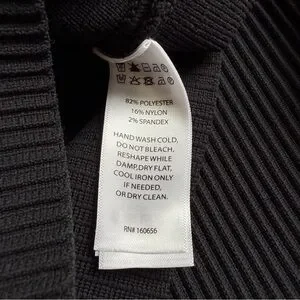 82% POLYESTER
16% NYLON
2% SPANDEX
HAND WASH COLD,
DO NOT BLEACH,
RESHAPE WHILE
DAMP,DRY FLAT,
COOL IRON ONLY
IF NEEDED,
OR DRY CLEAN.
RN# 160656